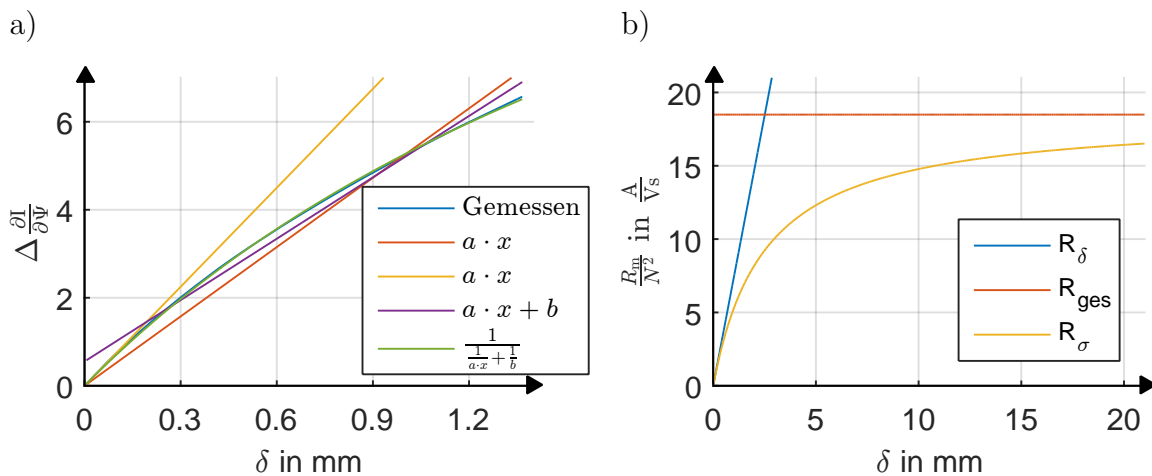 a)
Δ ∂I/∂Ψ
6
4
2
0
0 0.3 0.6 0.9 1.2
δ in mm
Gemessen
a · x
a · x
a · x + b
1/(1/(a·x) + 1/b)
b)
R_m/N² in A/Vs
20
15
10
5
0
0 5 10 15 20
δ in mm
R_δ
R_ges
R_σ